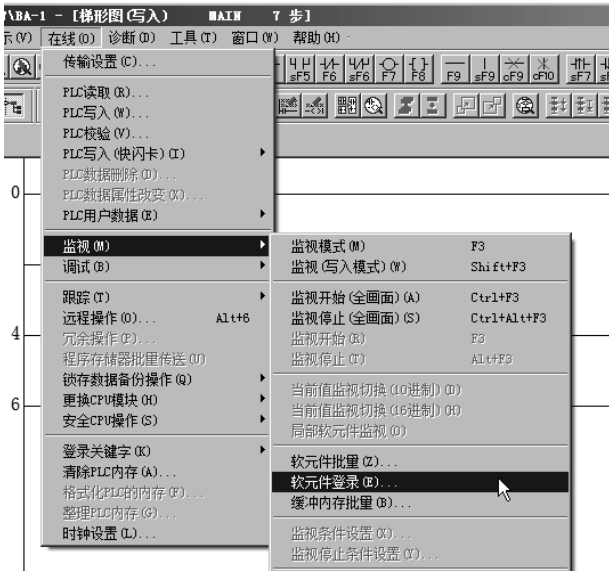 \BA-1 - [梯形图(写入) MAIN 7 步]
示(V) 在线(O) 诊断(D) 工具(T) 窗口(W) 帮助(H)
sF5 F6 sF6 F7 F8 F9 sF9 cF9 cF10 sF7
传输设置(C)...
PLC读取(R)...
PLC写入(W)...
PLC校验(V)...
PLC写入(快闪卡)(I)
PLC数据删除(D)...
PLC数据属性改变(X)...
PLC用户数据(E)
监视(M)
调试(B)
跟踪(T)
远程操作(O)... Alt+6
冗余操作(P)...
程序存储器批量传送(U)
锁存数据备份操作(Q)
更换CPU模块(H)
安全CPU操作(S)
登录关键字(K)
清除PLC内存(A)...
格式化PLC的内存(F)...
整理PLC内存(G)...
时钟设置(L)...
监视模式(M) F3
监视(写入模式)(W) Shift+F3
监视开始(全画面)(A) Ctrl+F3
监视停止(全画面)(S) Ctrl+Alt+F3
监视开始(R) F3
监视停止(T) Alt+F3
当前值监视切换(10进制)(D)
当前值监视切换(16进制)(H)
局部软元件监视(O)
软元件批量(Z)...
软元件登录(E)...
缓冲内存批量(B)...
监视条件设置(X)...
监视停止条件设置(Y)...
0
4
6